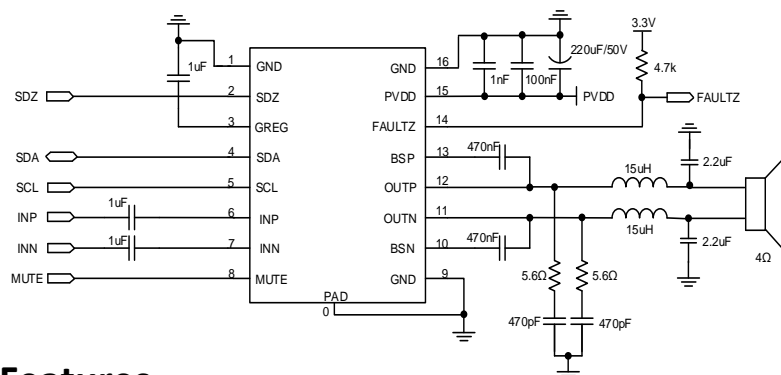 3.3V
1uF
1
GND
GND
16
1nF
100nF
220uF/50V
4.7k
SDZ
2
SDZ
PVDD
15
PVDD
FAULTZ
3
GREG
FAULTZ
14
SDA
4
SDA
BSP
13
470nF
SCL
5
SCL
OUTP
12
15uH
2.2uF
INP
1uF
6
INP
OUTN
11
15uH
INN
1uF
7
INN
BSN
10
470nF
2.2uF
4Ω
MUTE
8
MUTE
GND
9
5.6Ω
5.6Ω
PAD
0
470pF
470pF